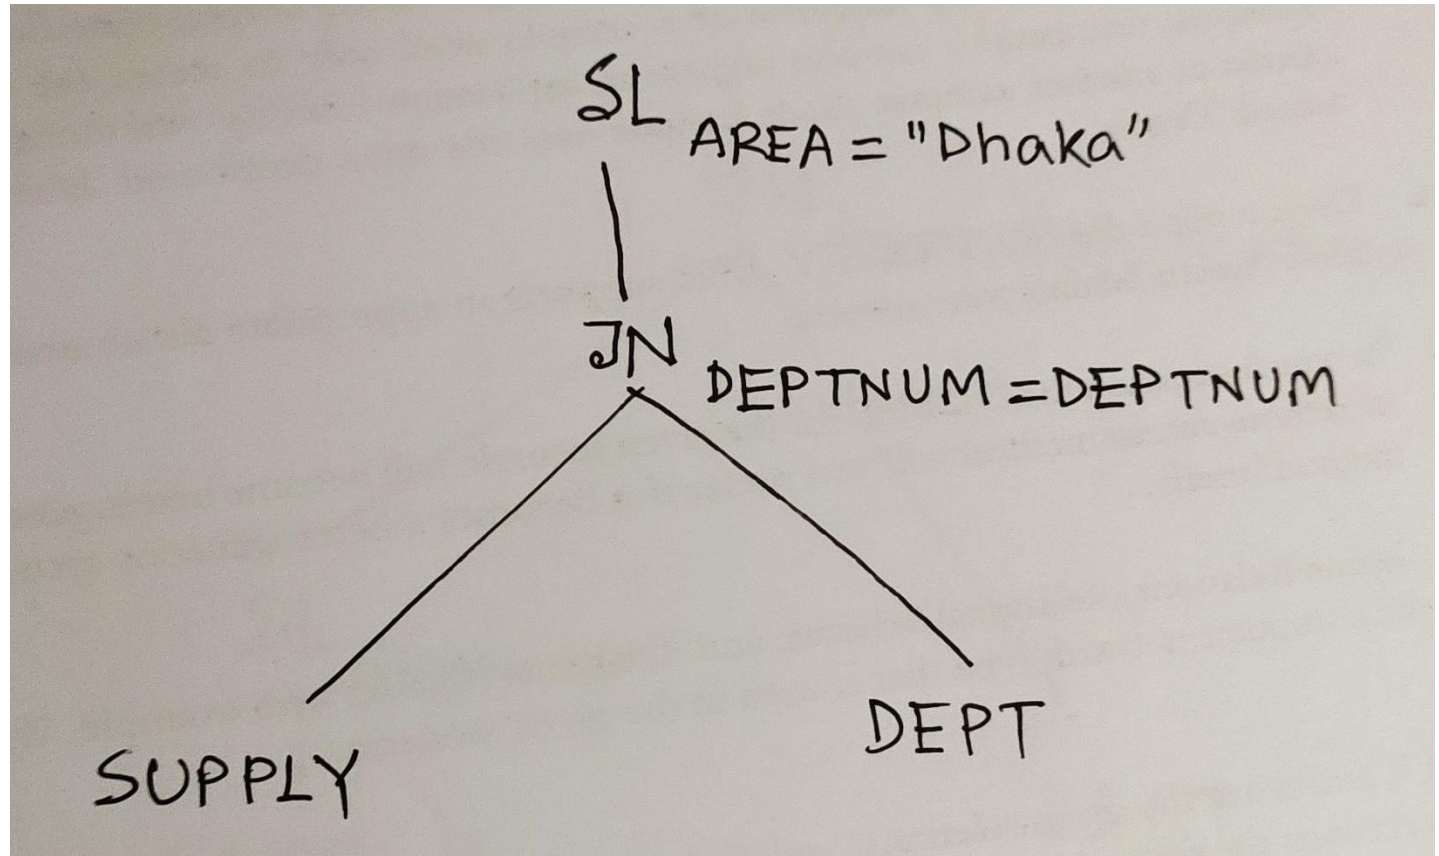 SL AREA = "Dhaka"
JN DEPTNUM = DEPTNUM
SUPPLY DEPT